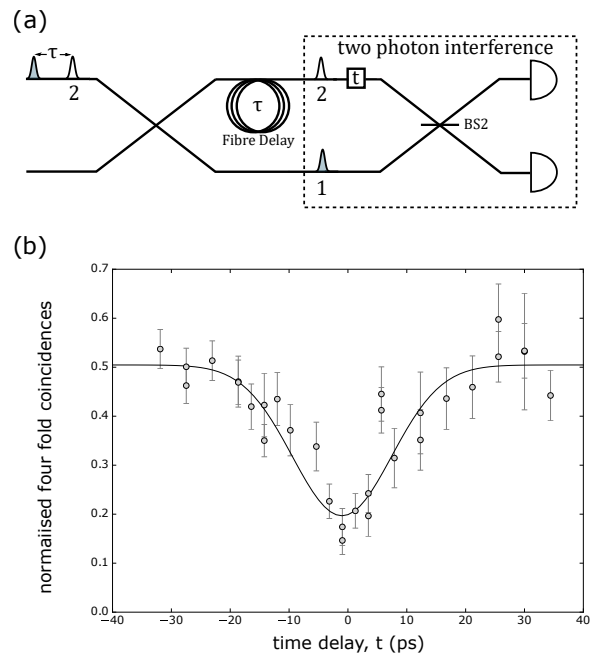 (a)
τ
two photon interference
2
2
t
τ
Fibre Delay
BS2
1
(b)
normaiised four fold coincidences
0.7
0.6
0.5
0.4
0.3
0.2
0.1
0.0
−40 −30 −20 −10 0 10 20 30 40
time delay, t (ps)